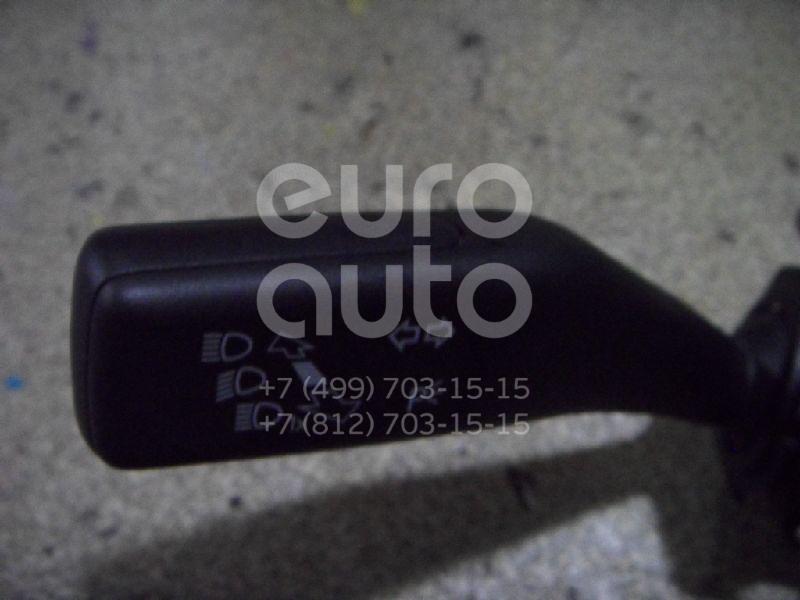 euro
auto
+7 (499) 703-15-15
+7 (812) 703-15-15